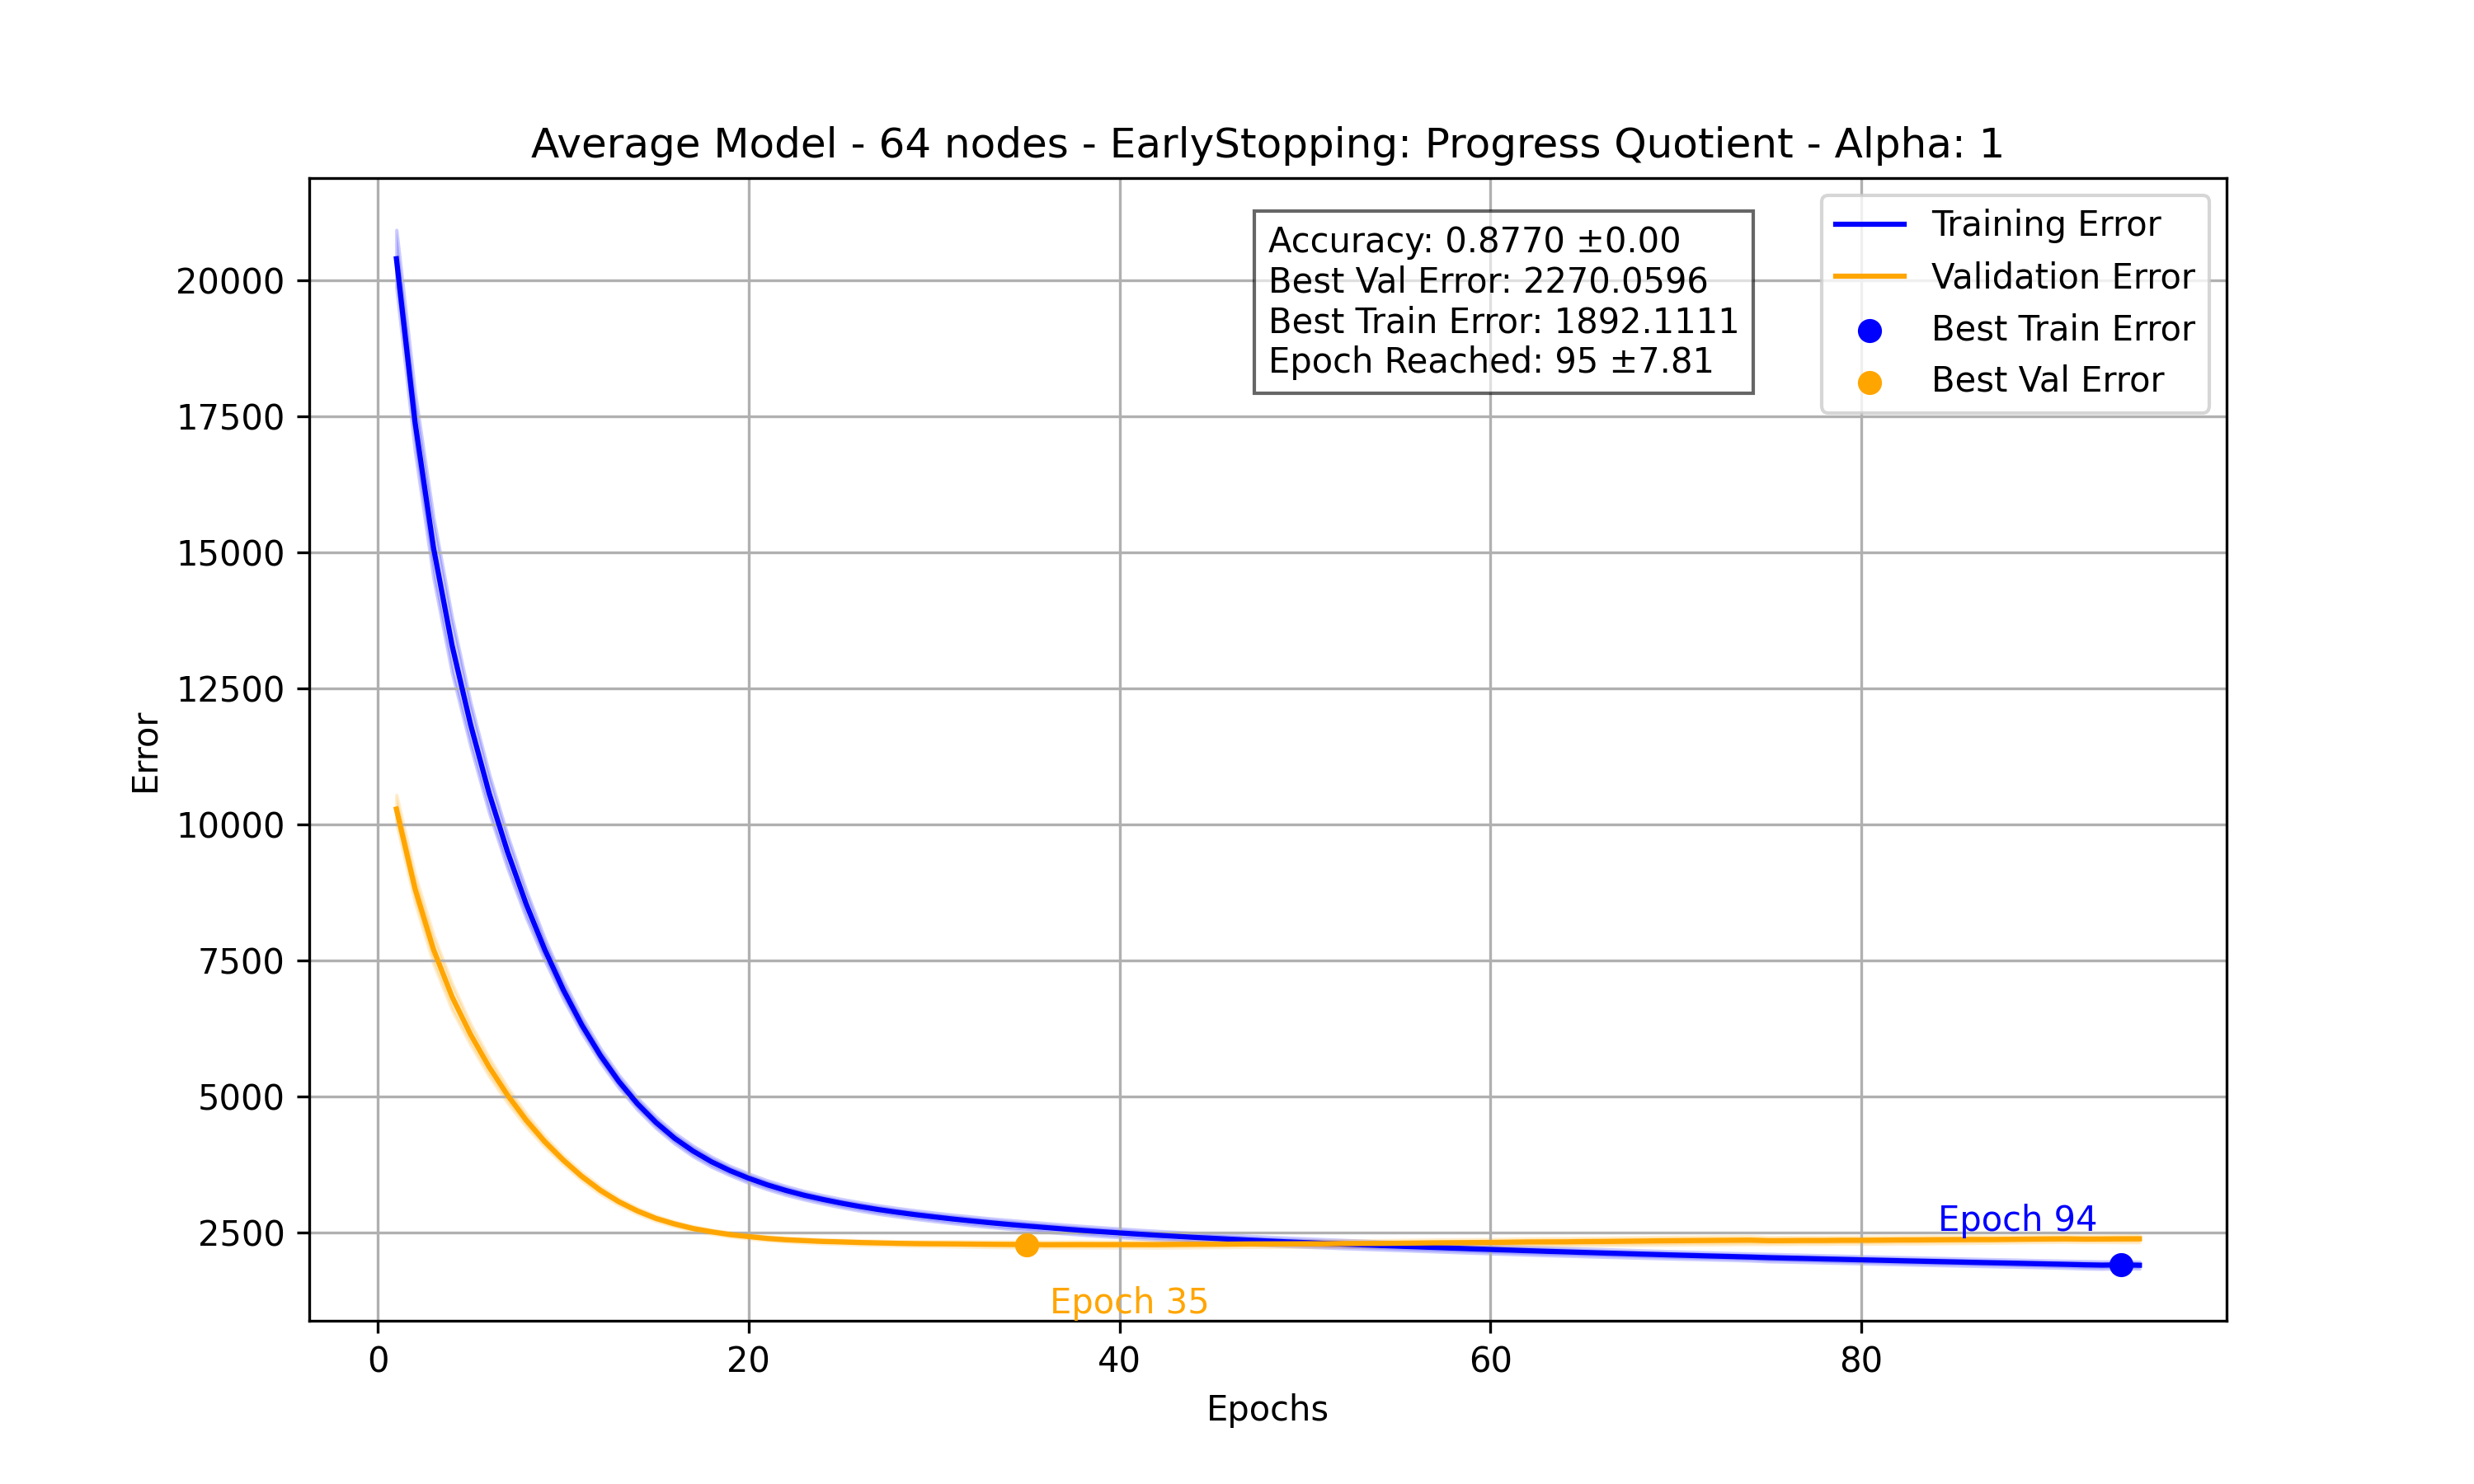 Average Model - 64 nodes - EarlyStopping: Progress Quotient - Alpha: 1
Accuracy: 0.8770 ±0.00
Best Val Error: 2270.0596
Best Train Error: 1892.1111
Epoch Reached: 95 ±7.81
Training Error
Validation Error
Best Train Error
Best Val Error
20000
17500
15000
12500
10000
7500
5000
2500
Error
Epoch 94
Epoch 35
0
20
40
60
80
Epochs